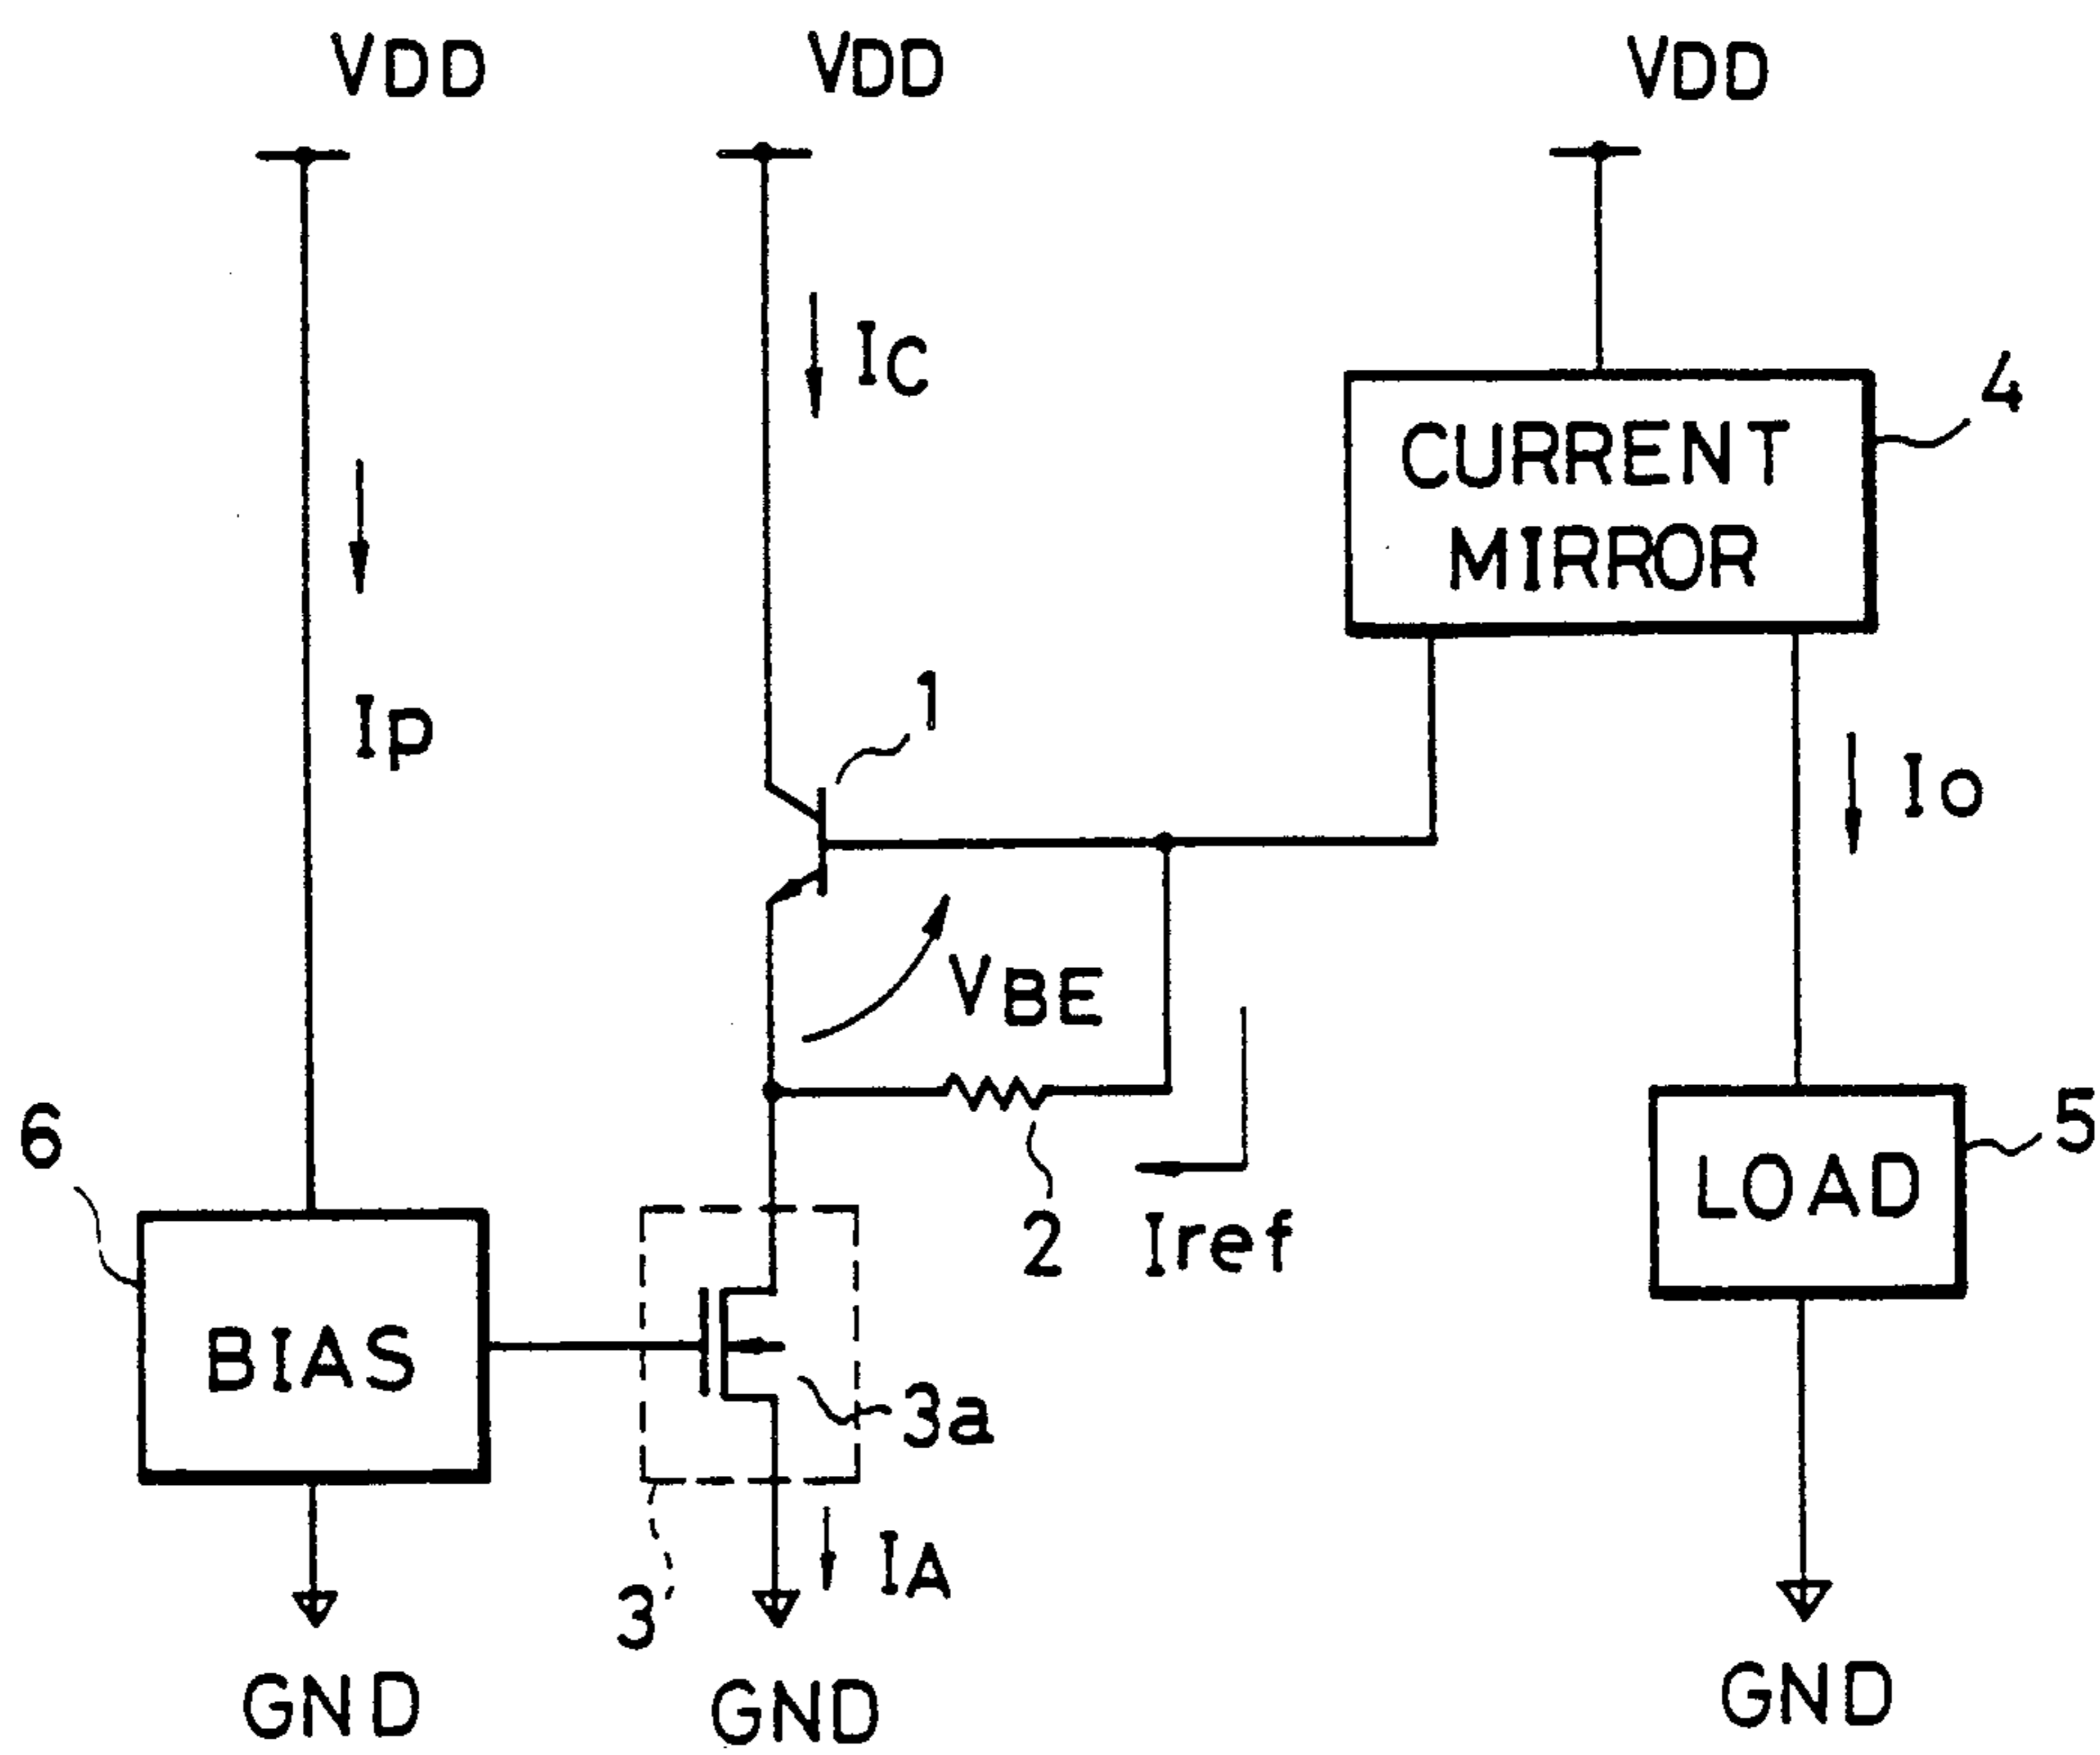 VDD
VDD
VDD
IC
4
CURRENT
MIRROR
IP
1
IO
VBE
6
5
LOAD
2
Iref
BIAS
3a
IA
3'
GND
GND
GND